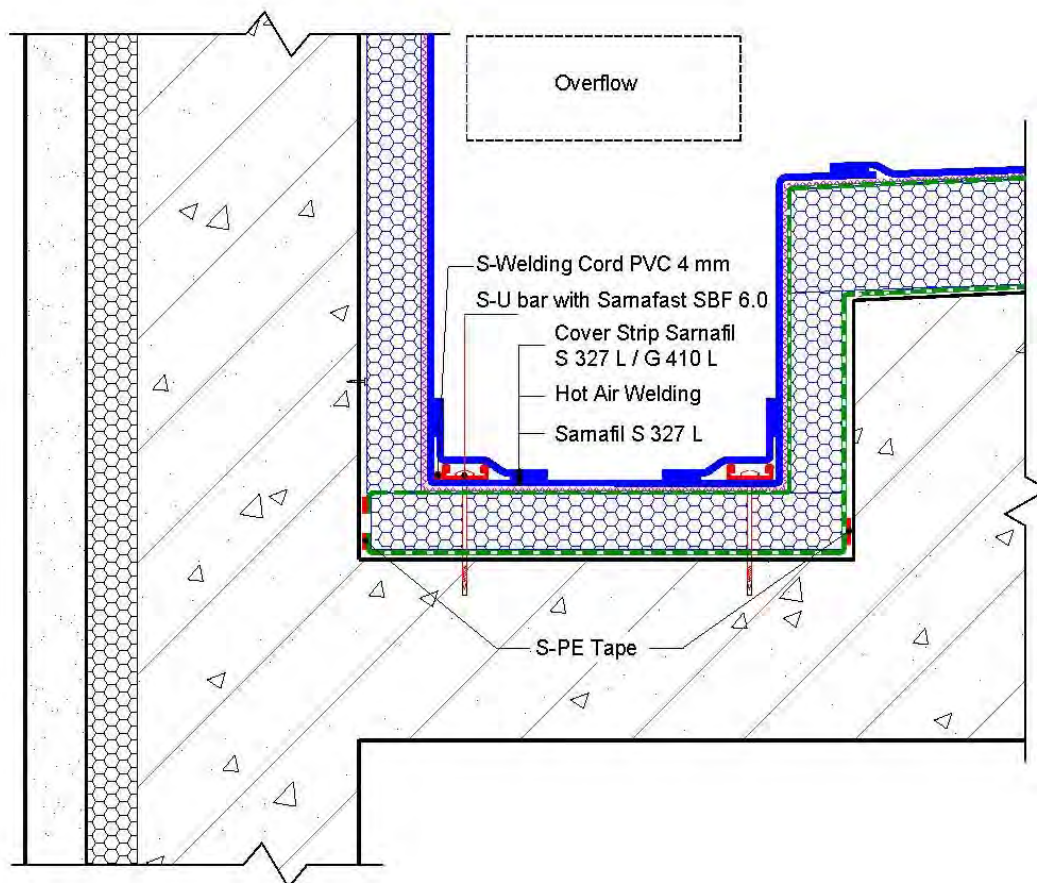 Overflow
S-Welding Cord PVC 4 mm
S-U bar with Sarnafast SBF 6.0
Cover Strip Sarnafil
S 327 L / G 410 L
Hot Air Welding
Sarnafil S 327 L
S-PE Tape